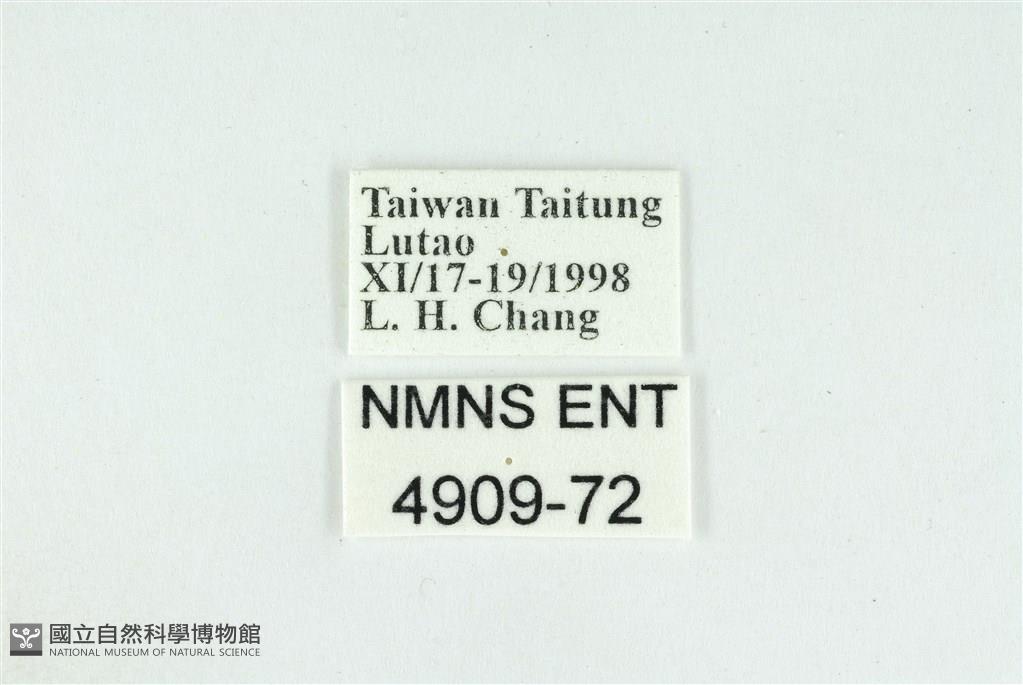 Taiwan Taitung
Lutao
XI/17-19/1998
L. H. Chang
NMNS ENT
4909-72
國立自然科學博物館
NATIONAL MUSEUM OF NATURAL SCIENCE